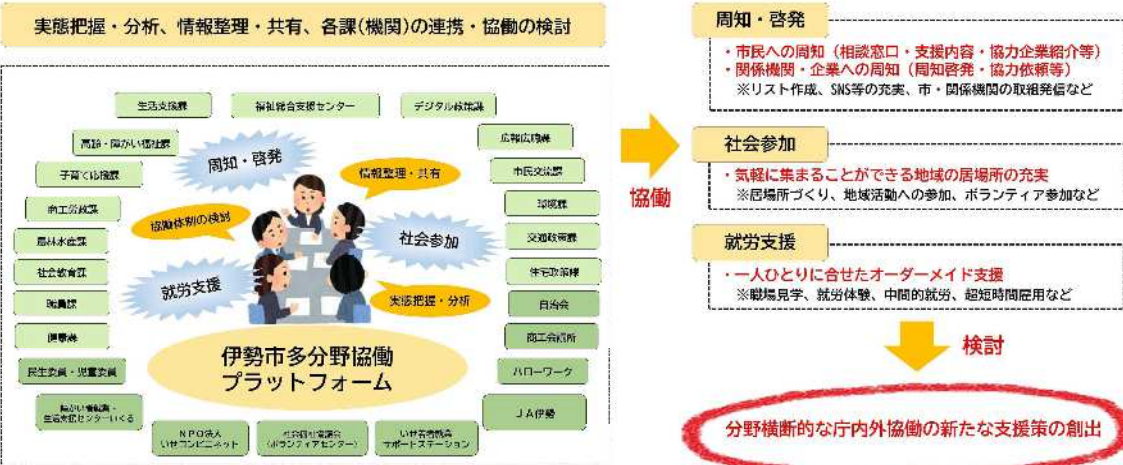 実態把握・分析、情報整理・共有、各課(機関)の連携・協働の検討
生活支援課
福祉総合支援センター
デジタル政策課
高齢・障がい福祉課
広報広聴課
子育て応援課
市民交流課
商工労政課
環境課
農林水産課
交通政策課
社会教育課
住宅政策課
職員課
自治会
健康課
商工会議所
民生委員・児童委員
ハローワーク
生活支援センターいくる
JA伊勢
NPO法人
いせコンビニネット
社会福祉協議会
(ボランティアセンター)
いせ若者就業
サポートステーション
周知・啓発
情報整理・共有
協働体制の検討
社会参加
就労支援
実態把握・分析
伊勢市多分野協働
プラットフォーム
協働
周知・啓発
・市民への周知(相談窓口・支援内容・協力企業紹介等)
・関係機関・企業への周知(周知啓発・協力依頼等)
※リスト作成、SNS等の充実、市・関係機関の取組発信など
社会参加
・気軽に集まることができる地域の居場所の充実
※居場所づくり、地域活動への参加、ボランティア参加など
就労支援
・一人ひとりに合せたオーダーメイド支援
※職場見学、就労体験、中間的就労、超短時間雇用など
検討
分野横断的な庁内外協働の新たな支援策の創出